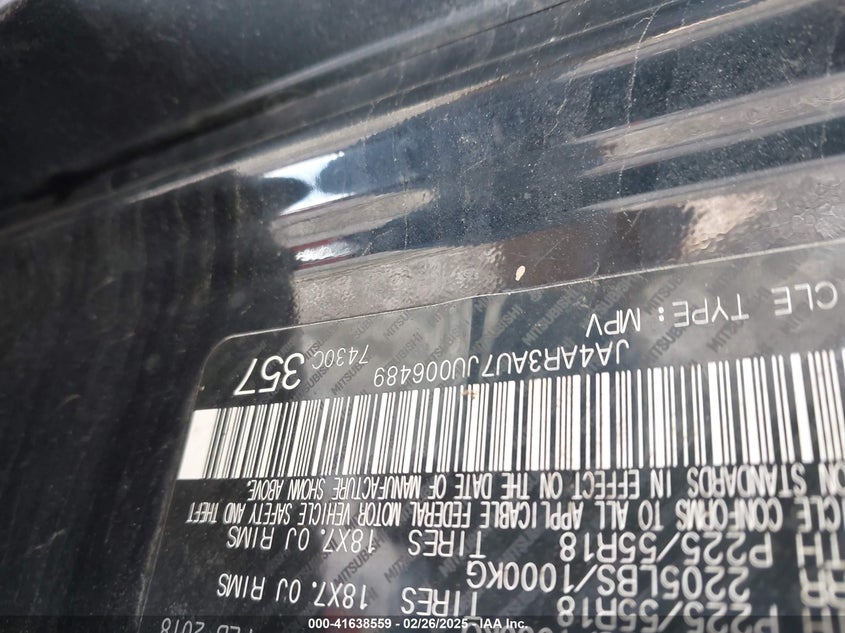 FEB 2018
P225/55R18 TIRES 18X7.0J RIMS
2205LBS/1000KG
TH P225/55R18 TIRES 18X7.0J RIMS
ICLE CONFORMS TO ALL APPLICABLE FEDERAL MOTOR VEHICLE SAFETY AND THEFT
ON STANDARDS IN EFFECT ON THE DATE OF MANUFACTURE SHOWN ABOVE.
JA4AR3AU7JU006489
7430C 357
CLE TYPE: MPV
000-41638559 - 02/26/2025 - IAA Inc.